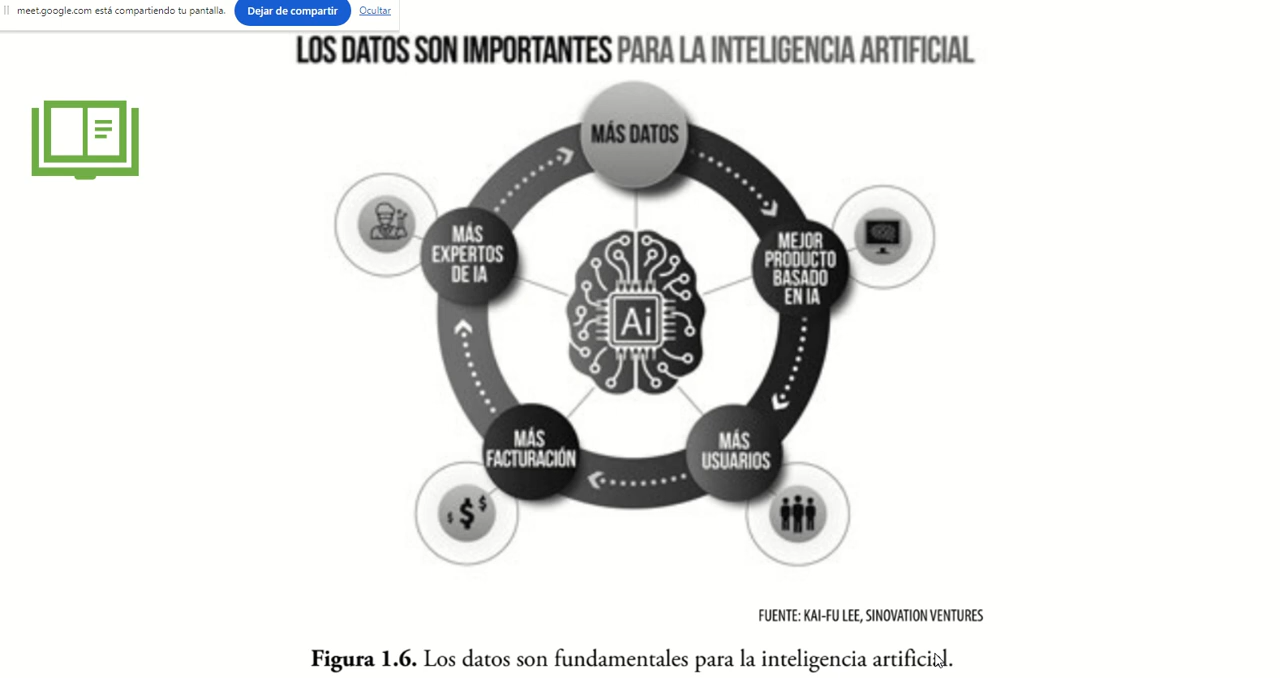 meet.google.com está compartiendo tu pantalla. Dejar de compartir Ocultar
LOS DATOS SON IMPORTANTES PARA LA INTELIGENCIA ARTIFICIAL
MÁS DATOS
MEJOR
PRODUCTO
BASADO
EN IA
MÁS
USUARIOS
MÁS
FACTURACIÓN
MÁS
EXPERTOS
DE IA
Ai
$ $ $
FUENTE: KAI-FU LEE, SINOVATION VENTURES
Figura 1.6. Los datos son fundamentales para la inteligencia artificial.